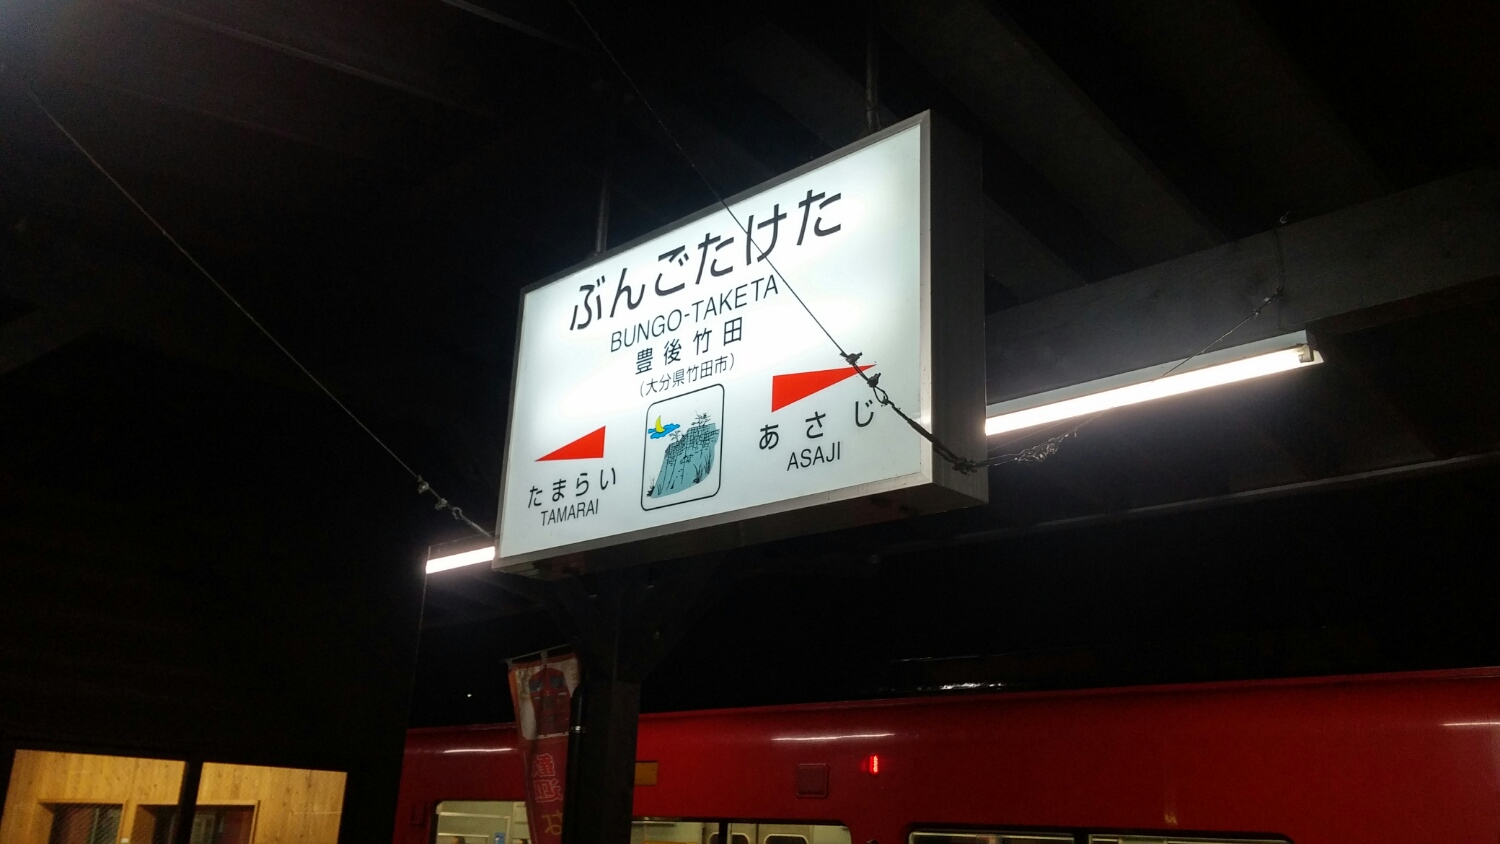 ぶんごたけた
BUNGO-TAKETA
豊後竹田
(大分県竹田市)
たまらい
TAMARAI
あさじ
ASAJI